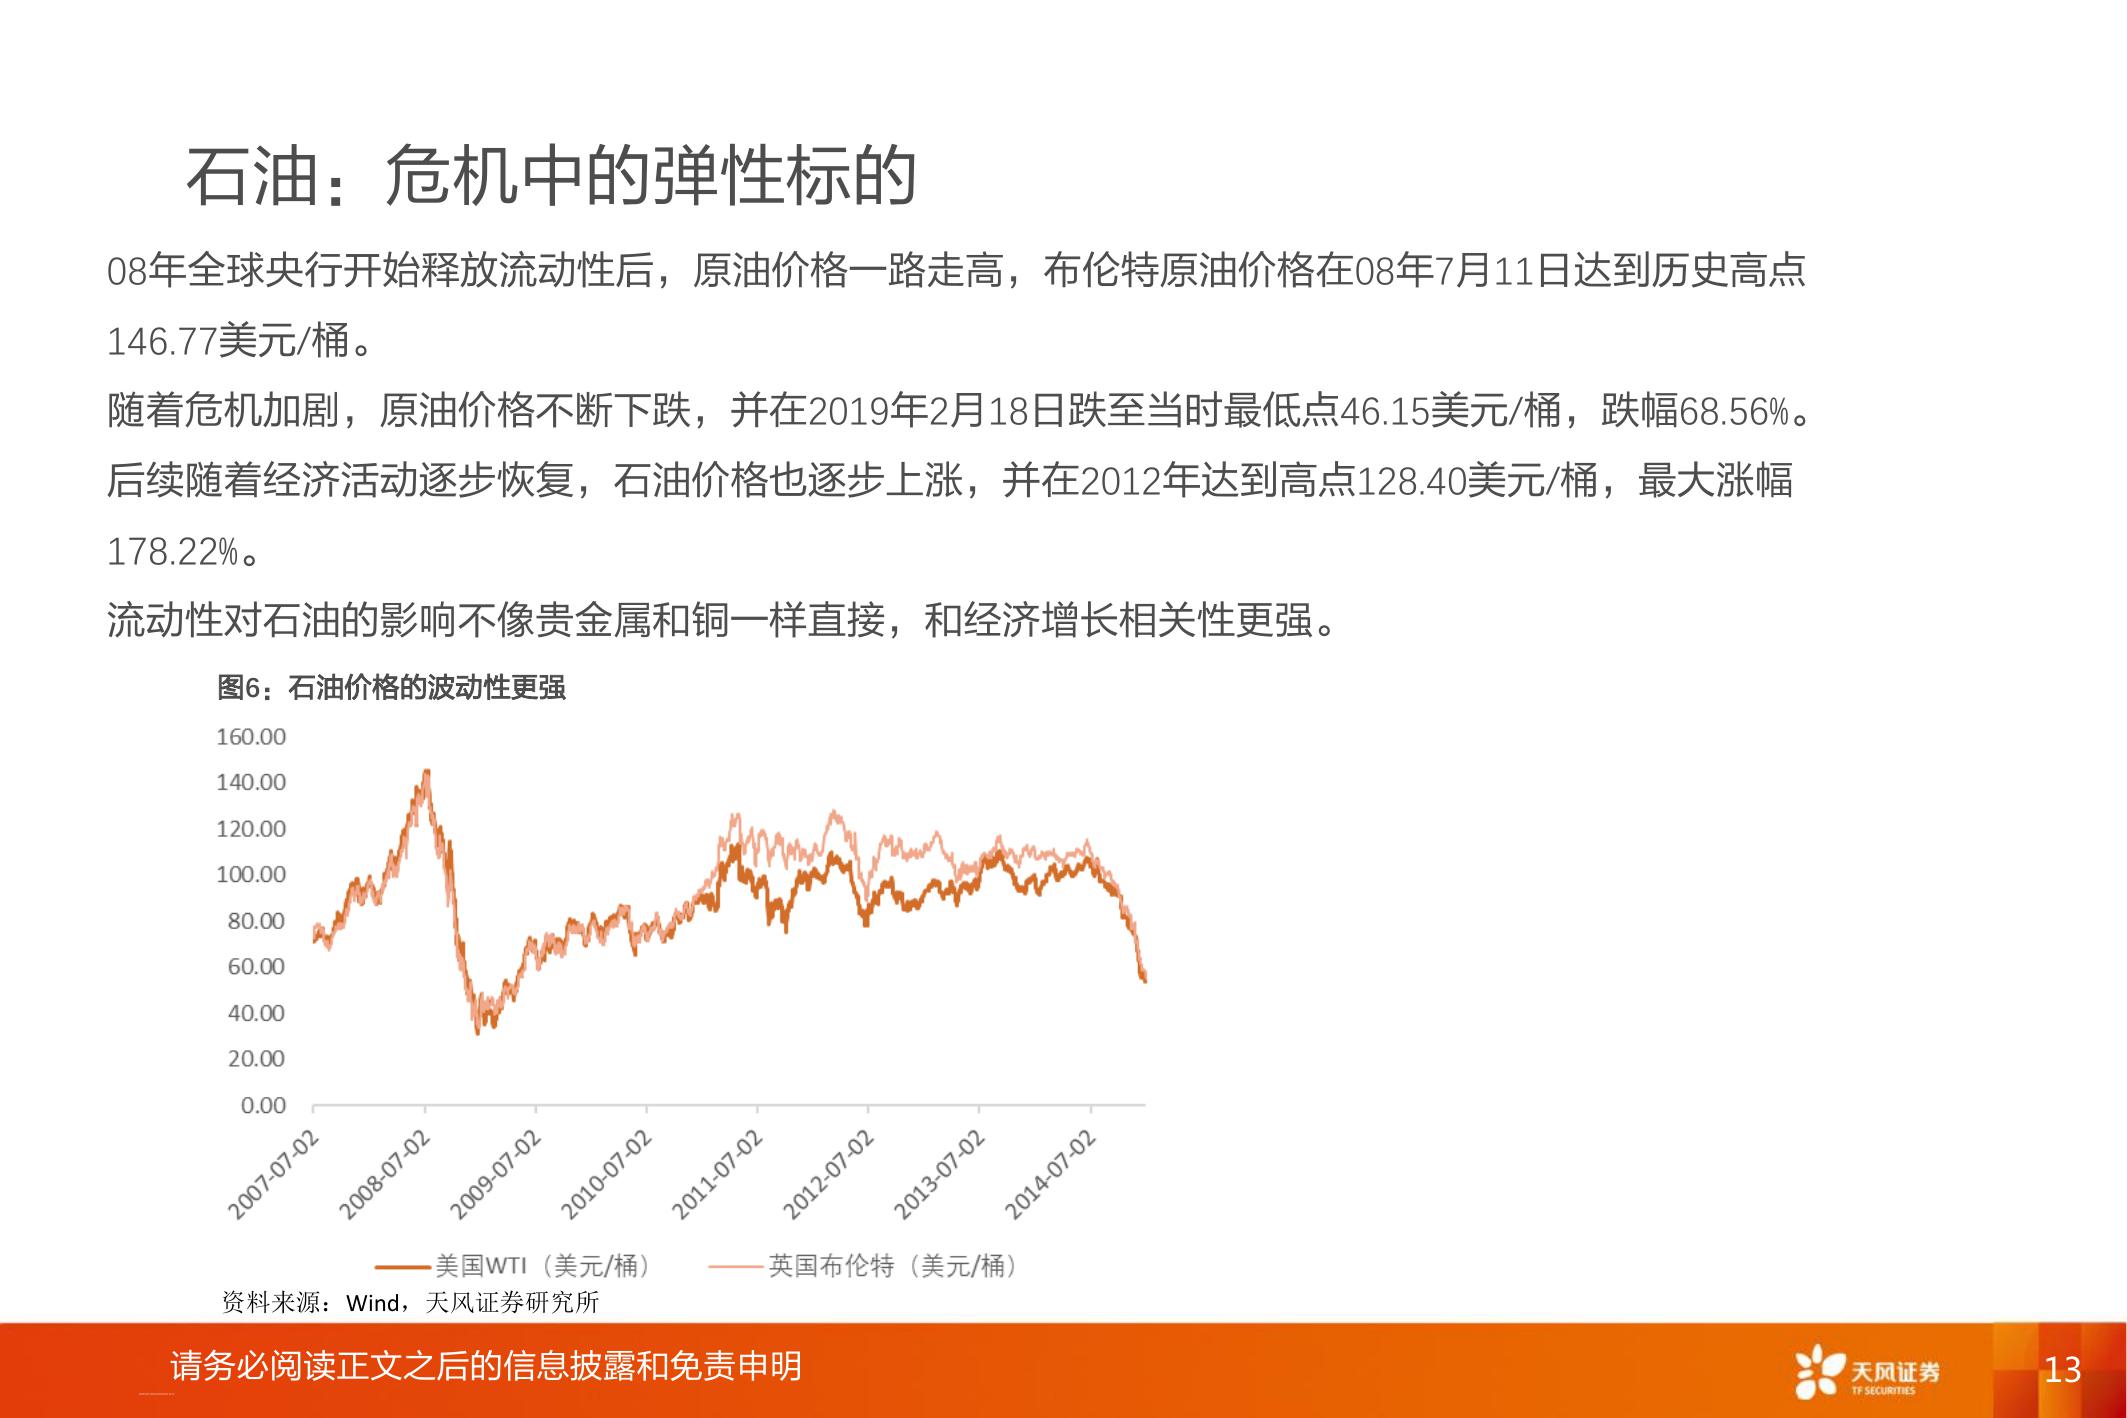 石油：危机中的弹性标的
08年全球央行开始释放流动性后，原油价格一路走高，布伦特原油价格在08年7月11日达到历史高点
146.77美元/桶。
随着危机加剧，原油价格不断下跌，并在2019年2月18日跌至当时最低点46.15美元/桶，跌幅68.56%。
后续随着经济活动逐步恢复，石油价格也逐步上涨，并在2012年达到高点128.40美元/桶，最大涨幅
178.22%。
流动性对石油的影响不像贵金属和铜一样直接，和经济增长相关性更强。
图6：石油价格的波动性更强
160.00
140.00
120.00
100.00
80.00
60.00
40.00
20.00
0.00
2007-07-02
2008-07-02
2009-07-02
2010-07-02
2011-07-02
2012-07-02
2013-07-02
2014-07-02
美国WTI（美元/桶） 英国布伦特（美元/桶）
资料来源：Wind，天风证券研究所
请务必阅读正文之后的信息披露和免责申明
天风证券
TF SECURITIES
13